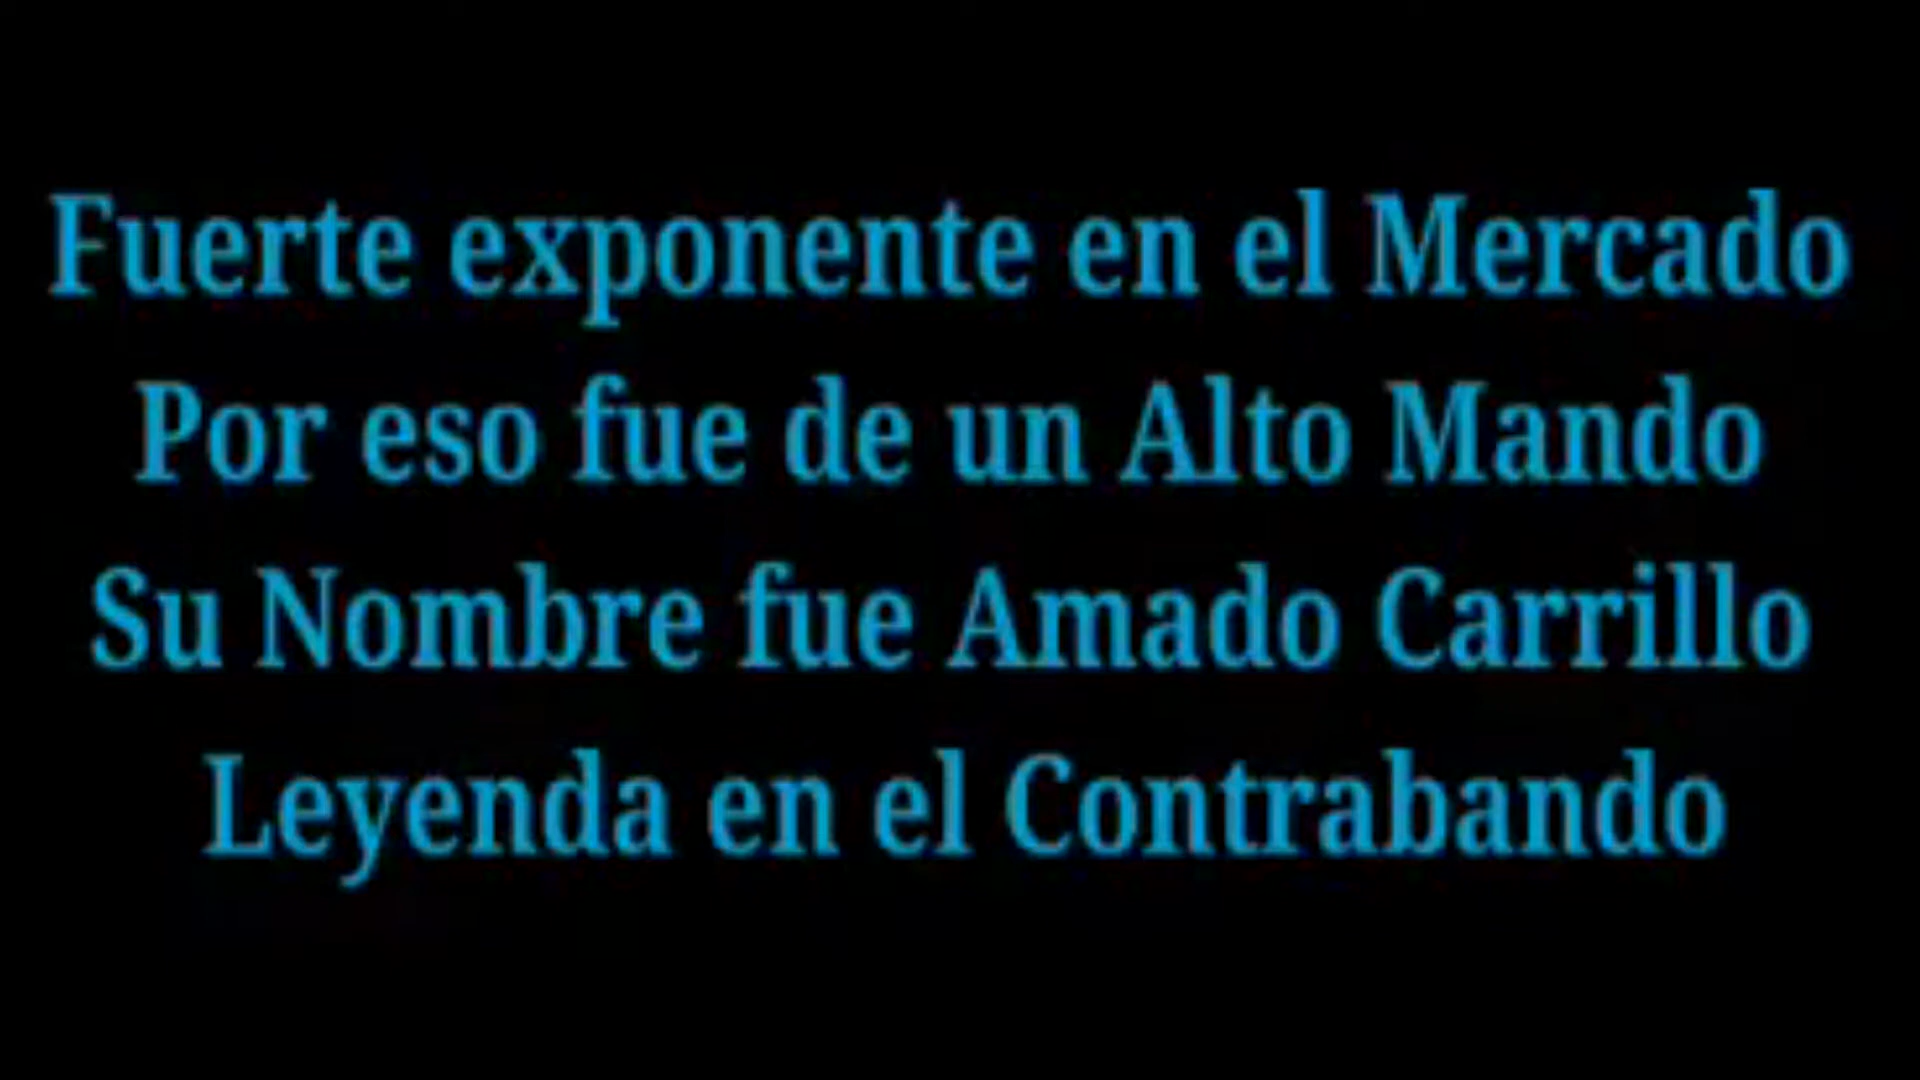 Fuerte exponente en el Mercado
Por eso fue de un Alto Mando
Su Nombre fue Amado Carrillo
Leyenda en el Contrabando